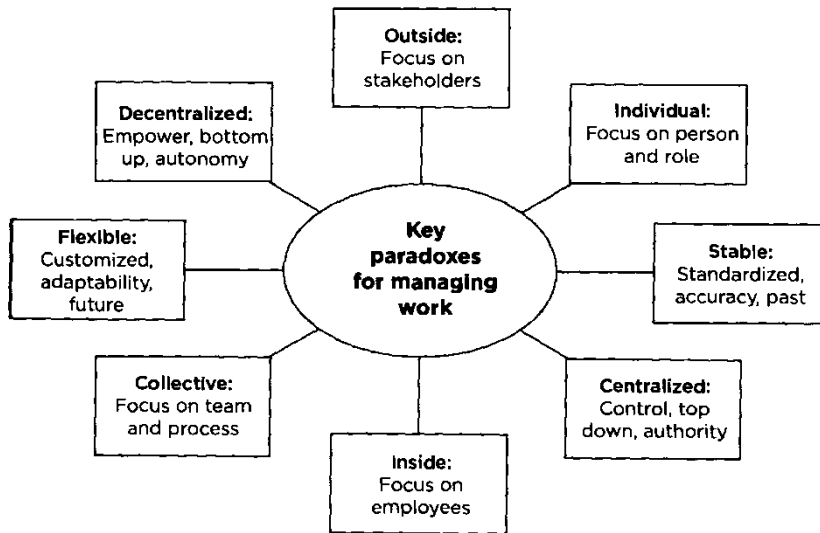 Outside:
Focus on
stakeholders
Decentralized:
Empower, bottom
up, autonomy
Individual:
Focus on person
and role
Flexible:
Customized,
adaptability,
future
Key
paradoxes
for managing
work
Stable:
Standardized,
accuracy, past
Collective:
Focus on team
and process
Centralized:
Control, top
down, authority
Inside:
Focus on
employees